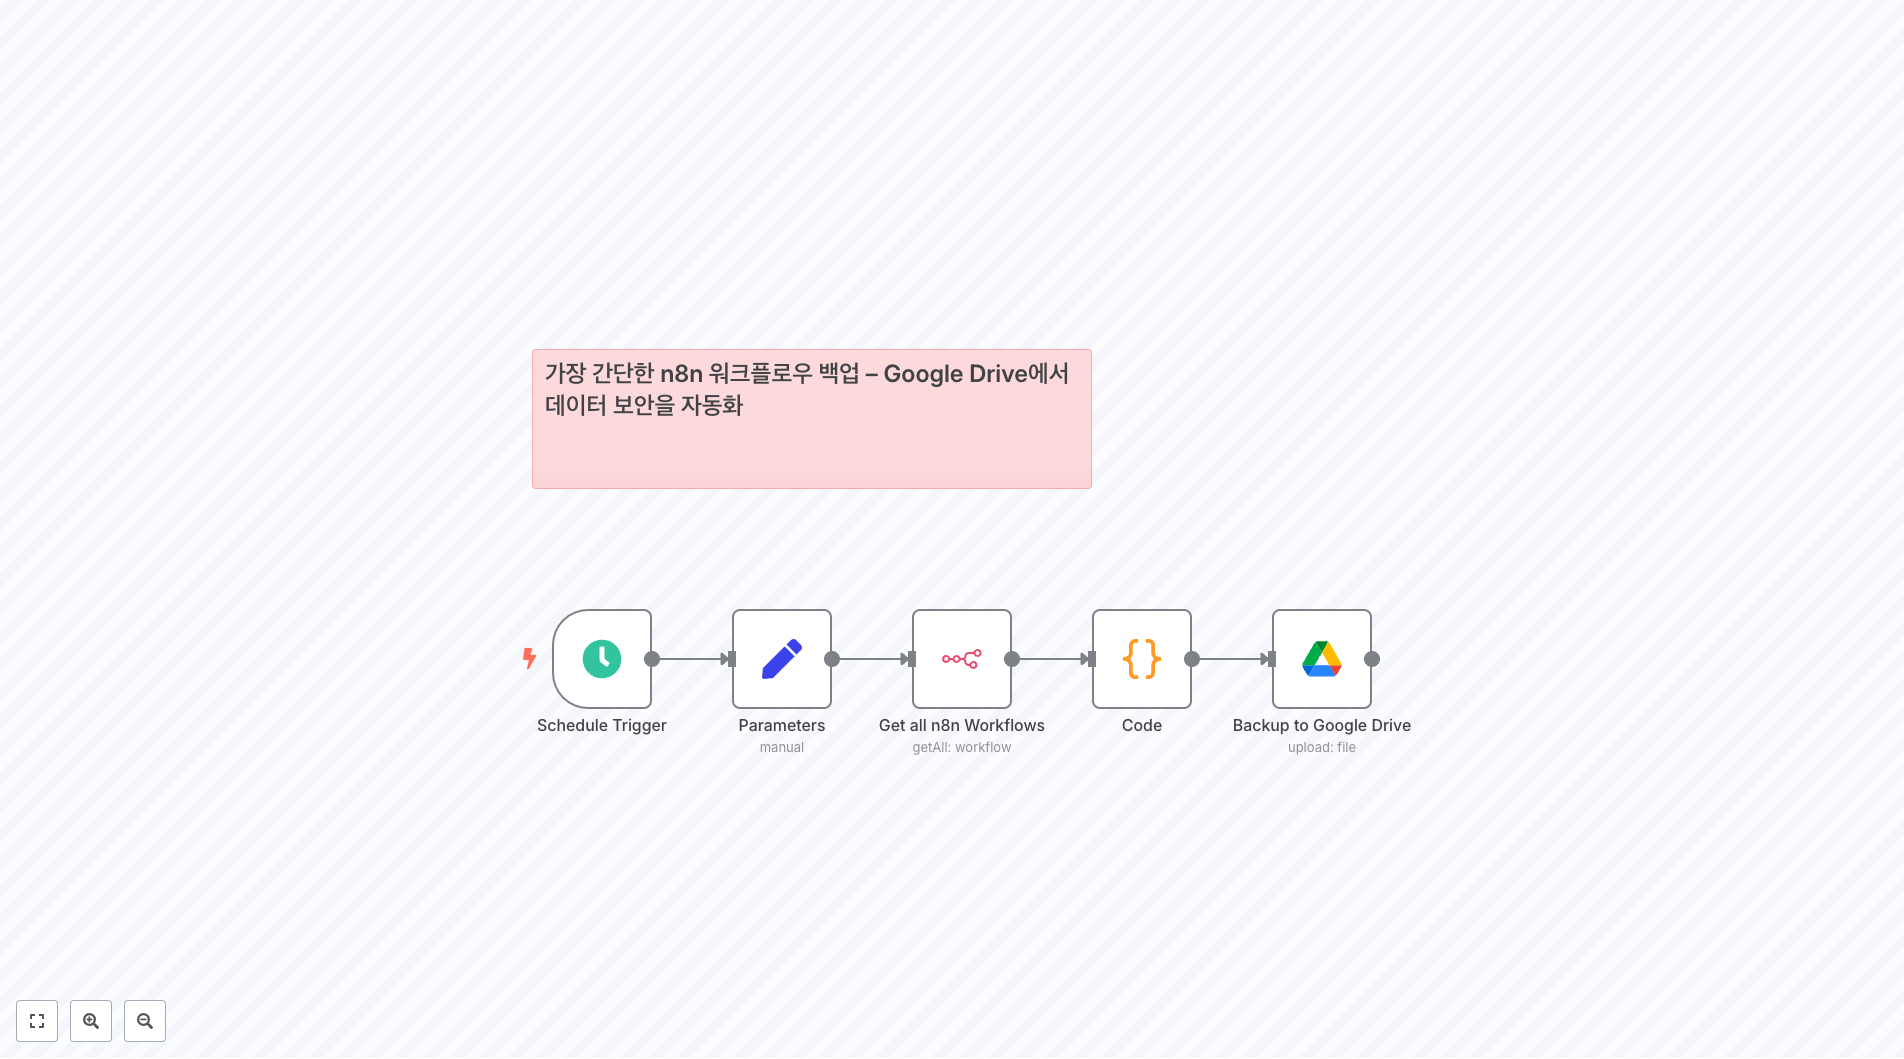 가장 간단한 n8n 워크플로우 백업 – Google Drive에서
데이터 보안을 자동화
Schedule Trigger
Parameters
manual
Get all n8n Workflows
getAll: workflow
Code
Backup to Google Drive
upload: file